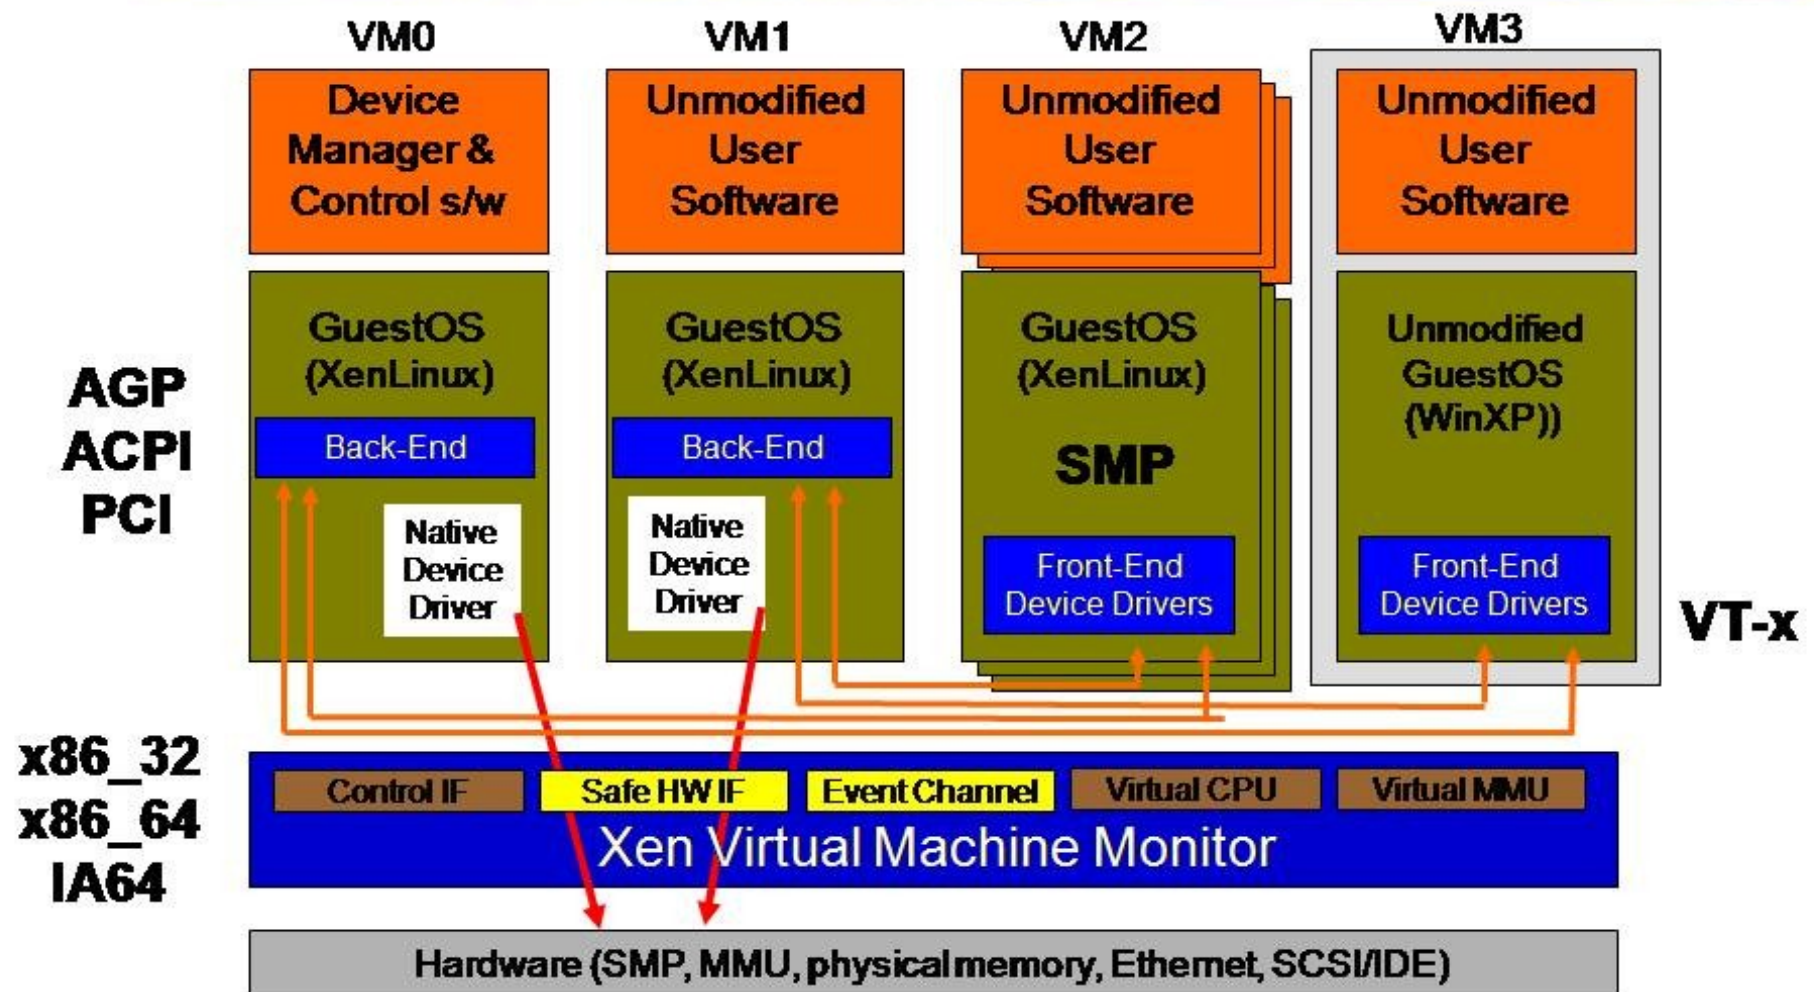 VM0
VM1
VM2
VM3
Device
Manager &
Control s/w
Unmodified
User
Software
Unmodified
User
Software
Unmodified
User
Software
GuestOS
(XenLinux)
Back-End
Native
Device
Driver
GuestOS
(XenLinux)
Back-End
Native
Device
Driver
GuestOS
(XenLinux)
SMP
Front-End
Device Drivers
Unmodified
GuestOS
(WinXP))
Front-End
Device Drivers
AGP
ACPI
PCI
VT-x
x86_32
x86_64
IA64
Control IF
Safe HW IF
Event Channel
Virtual CPU
Virtual MMU
Xen Virtual Machine Monitor
Hardware (SMP, MMU, physical memory, Ethernet, SCSI/IDE)